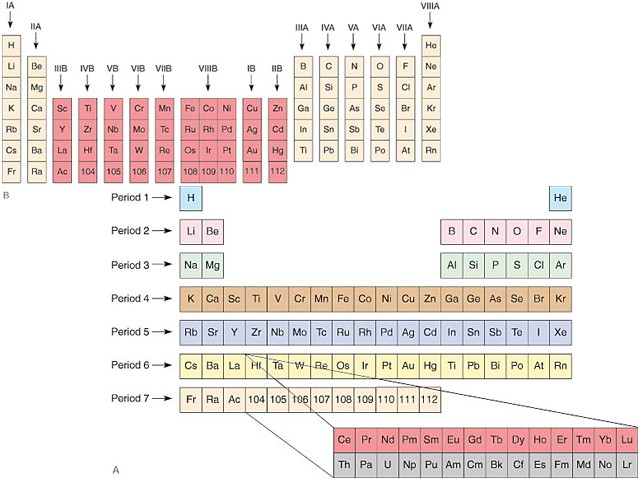 IA
VIIIA
IIA
IIIA IVA VA VIA VIIA
H
He
Li Be B C N O F Ne
IIIB IVB VB VIB VIIB VIIIB IB IIB
Na Mg Al Si P S Cl Ar
K Ca Sc Ti V Cr Mn Fe Co Ni Cu Zn Ga Ge As Se Br Kr
Rb Sr Y Zr Nb Mo Tc Ru Rh Pd Ag Cd In Sn Sb Te I Xe
Cs Ba La Hf Ta W Re Os Ir Pt Au Hg Ti Pb Bi Po At Rn
Fr Ra Ac 104 105 106 107 108 109 110 111 112
B
Period 1 H He
Period 2 Li Be B C N O F Ne
Period 3 Na Mg Al Si P S Cl Ar
Period 4 K Ca Sc Ti V Cr Mn Fe Co Ni Cu Zn Ga Ge As Se Br Kr
Period 5 Rb Sr Y Zr Nb Mo Tc Ru Rh Pd Ag Cd In Sn Sb Te I Xe
Period 6 Cs Ba La Hf Ta W Re Os Ir Pt Au Hg Ti Pb Bi Po At Rn
Period 7 Fr Ra Ac 104 105 106 107 108 109 110 111 112
Ce Pr Nd Pm Sm Eu Gd Tb Dy Ho Er Tm Yb Lu
Th Pa U Np Pu Am Cm Bk Cf Es Fm Md No Lr
A